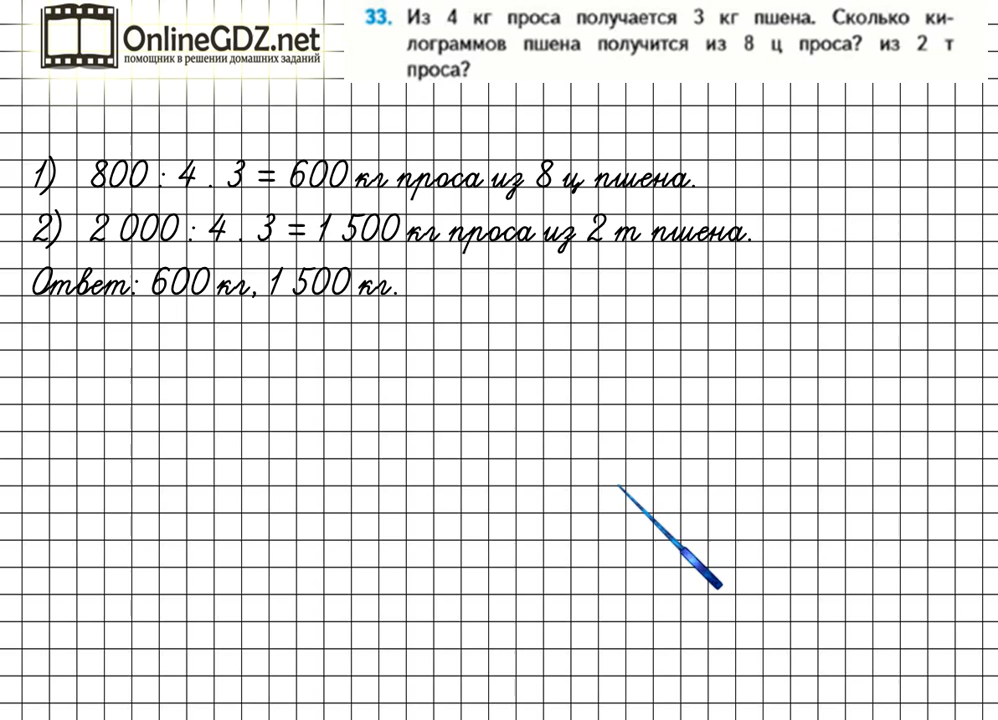 OnlineGDZ.net
помощник в решении домашних заданий
33. Из 4 кг проса получается 3 кг пшена. Сколько ки-
лограммов пшена получится из 8 ц проса? из 2 т
проса?
1) 800 : 4 . 3 = 600 кг проса из 8 ц пшена.
2) 2 000 : 4 . 3 = 1 500 кг проса из 2 т пшена.
Ответ: 600 кг, 1 500 кг.